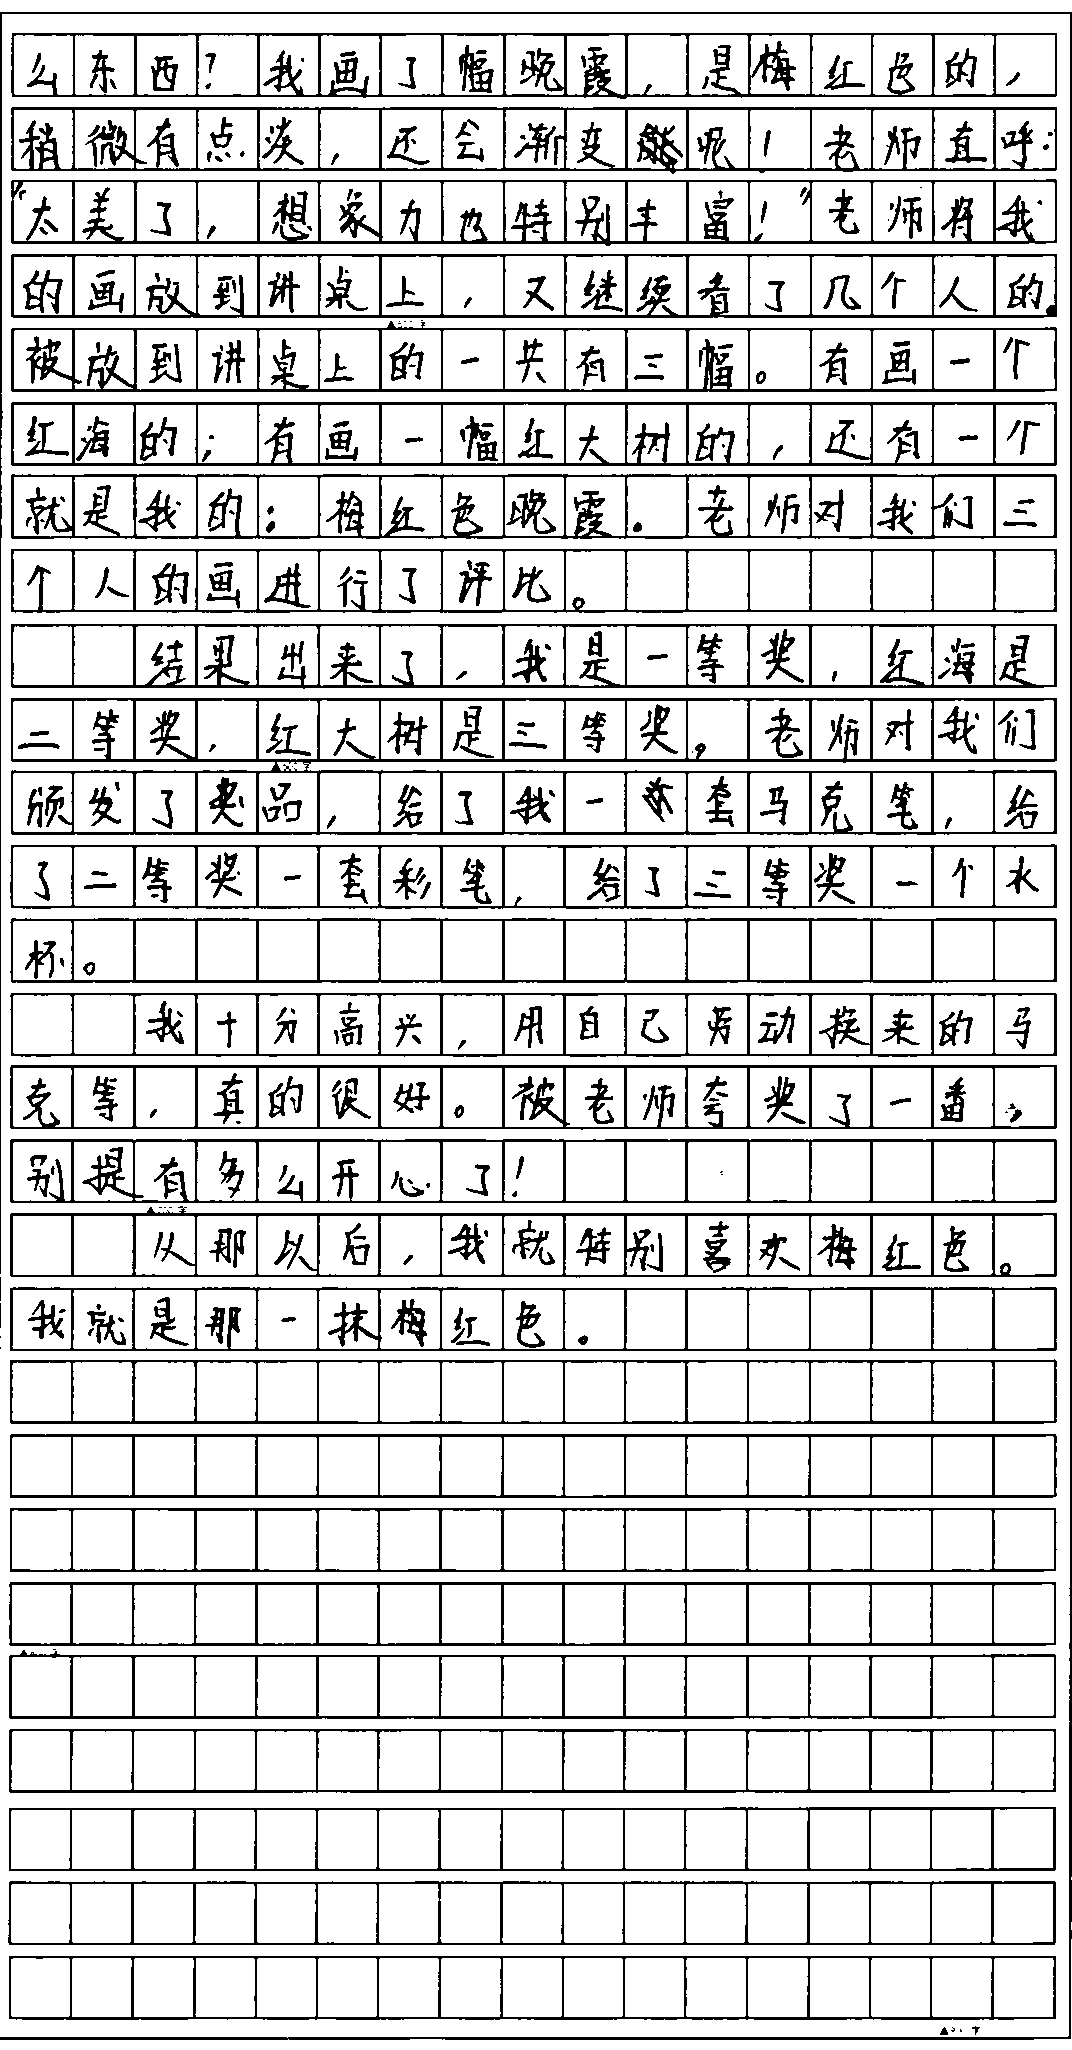 么东西?我画了幅晚霞,是梅红色的,
稍微有点淡,还会渐变呢!老师直呼:
“太美了,想象力也特别丰富!”老师将我
的画放到讲桌上,又继续看了几个人的.
被放到讲桌上的一共有三幅。有画一个
红海的;有画一幅红大树的,还有一个
就是我的:梅红色晚霞。老师对我们三
个人的画进行了评比。
结果出来了,我是一等奖,红海是
二等奖,红大树是三等奖。老师对我们
颁发了奖品,给了我一套马克笔,给
了二等奖一套彩笔,给了三等奖一个水
杯。
我十分高兴,用自己劳动换来的马
克等,真的很好。被老师夸奖了一番,
别提有多么开心了!
从那以后,我就特别喜欢梅红色。
我就是那一抹梅红色。